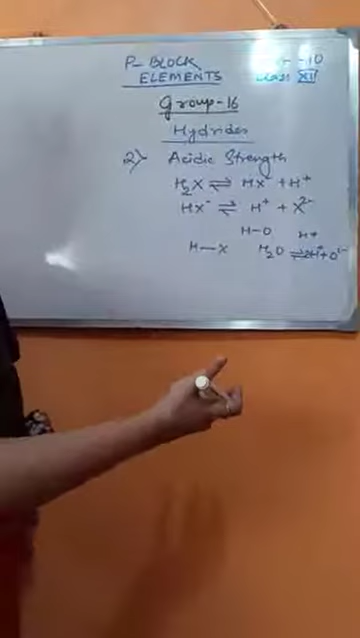 P-BLOCK - 10
ELEMENTS CLASS XII
Group-16
Hydrides
2) Acidic Strength
H₂X ⇌ HX⁻ + H⁺
HX⁻ ⇌ H⁺ + X²⁻
H-O H+
H-X H₂O ⇌ 2H⁺ + O²⁻